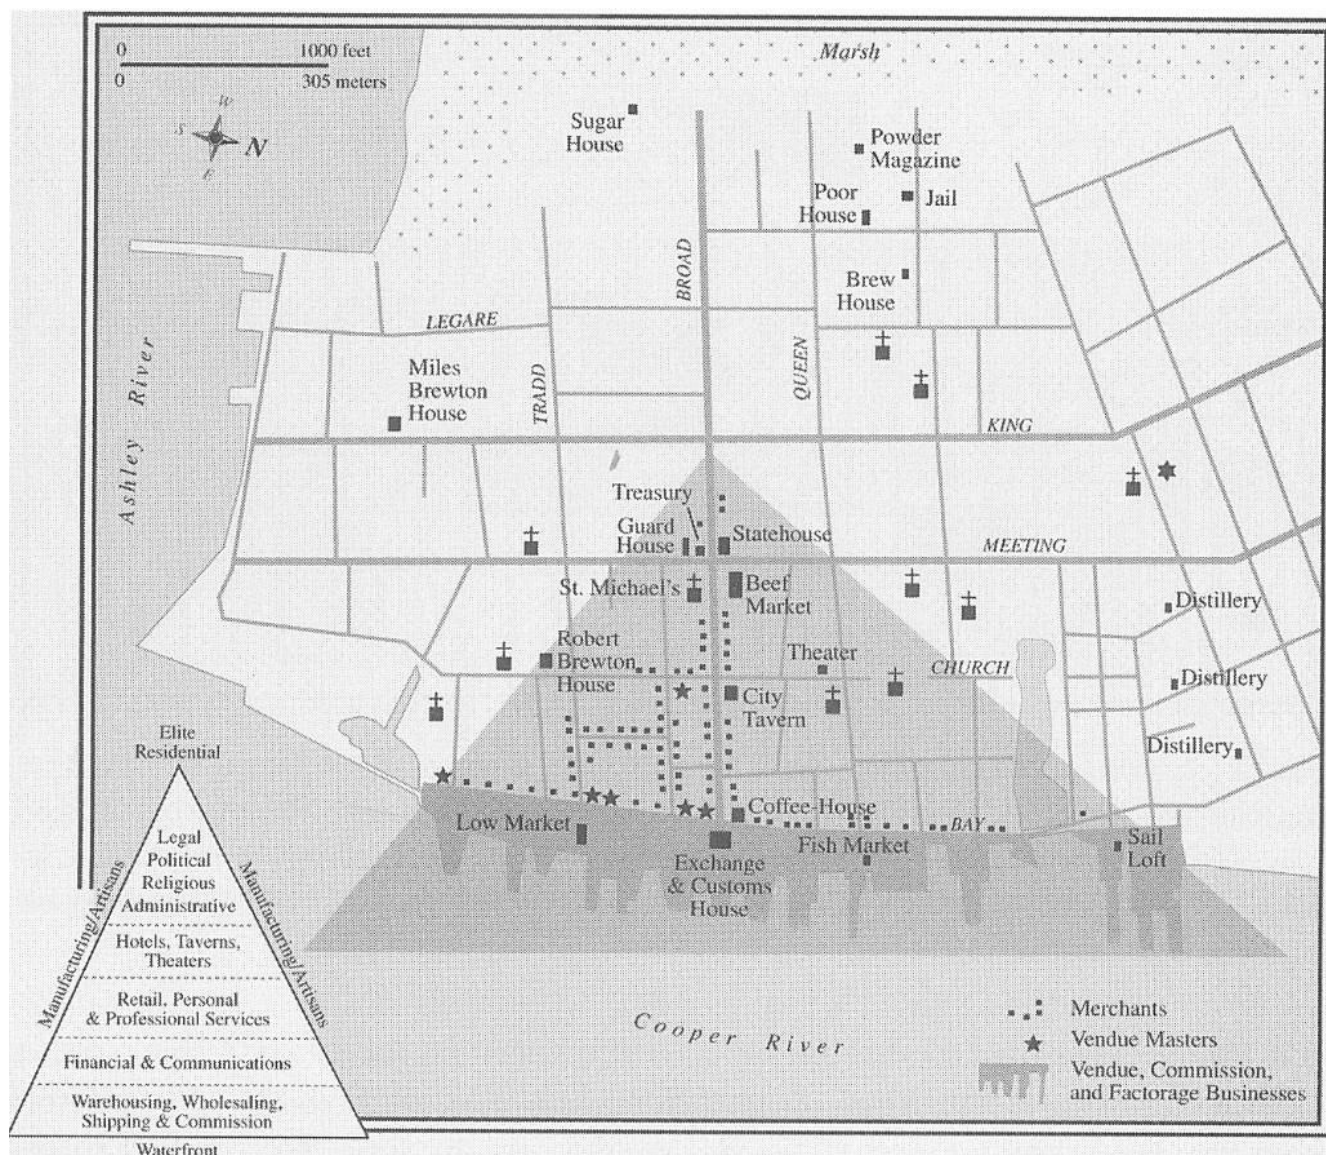 0 1000 feet
0 305 meters
W
S N
E
Marsh
Sugar
House
Powder
Magazine
Poor
House
Jail
BROAD
Brew
House
LEGARE
Ashley River
Miles
Brewton
House
TRADD
QUEEN
KING
Treasury
Guard
House
Statehouse
MEETING
St. Michael's
Beef
Market
Distillery
Robert
Brewton
House
Theater
CHURCH
Distillery
City
Tavern
Distillery
Coffee-House
BAY
Low Market
Fish Market
Sail
Loft
Exchange
& Customs
House
Cooper River
Elite
Residential
Manufacturing/Artisans
Manufacturing/Artisans
Legal
Political
Religious
Administrative
Hotels, Taverns,
Theaters
Retail, Personal
& Professional Services
Financial & Communications
Warehousing, Wholesaling,
Shipping & Commission
Waterfront
Merchants
Vendue Masters
Vendue, Commission,
and Factorage Businesses